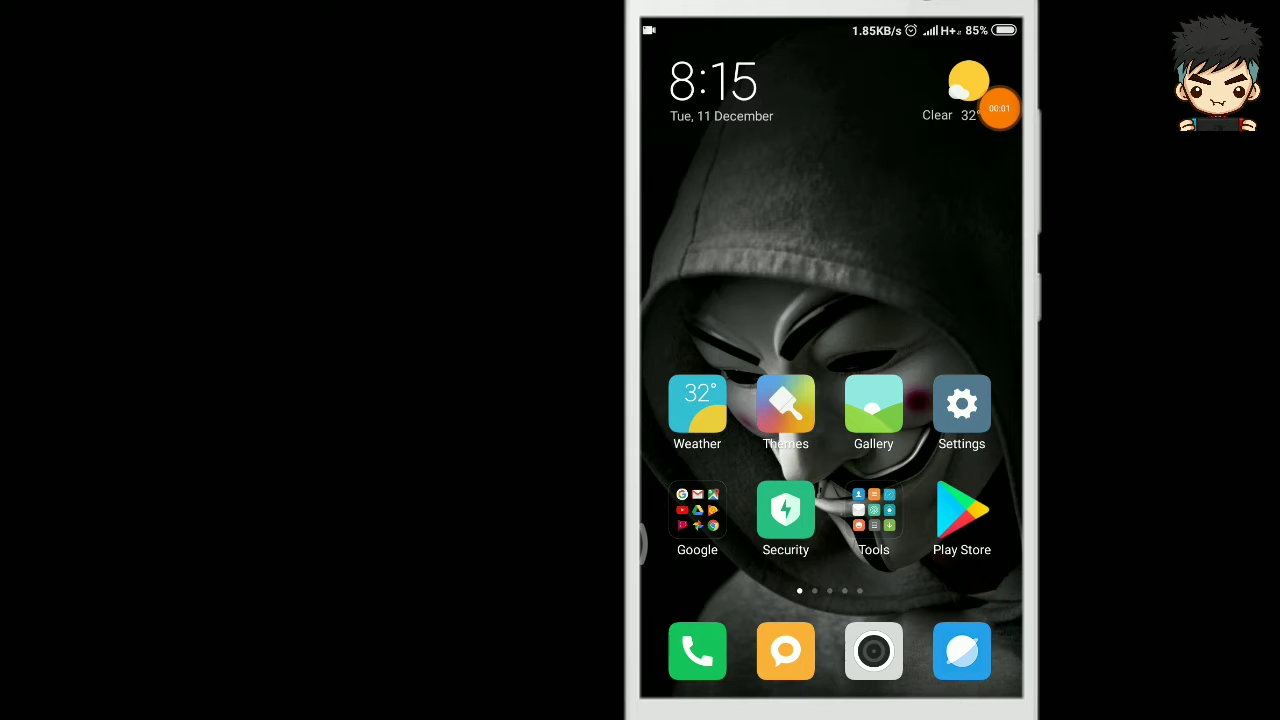 1.85KB/s H+ 85%
8:15
Tue, 11 December
Clear 32°
00:01
32°
Weather Themes Gallery Settings
Google Security Tools Play Store